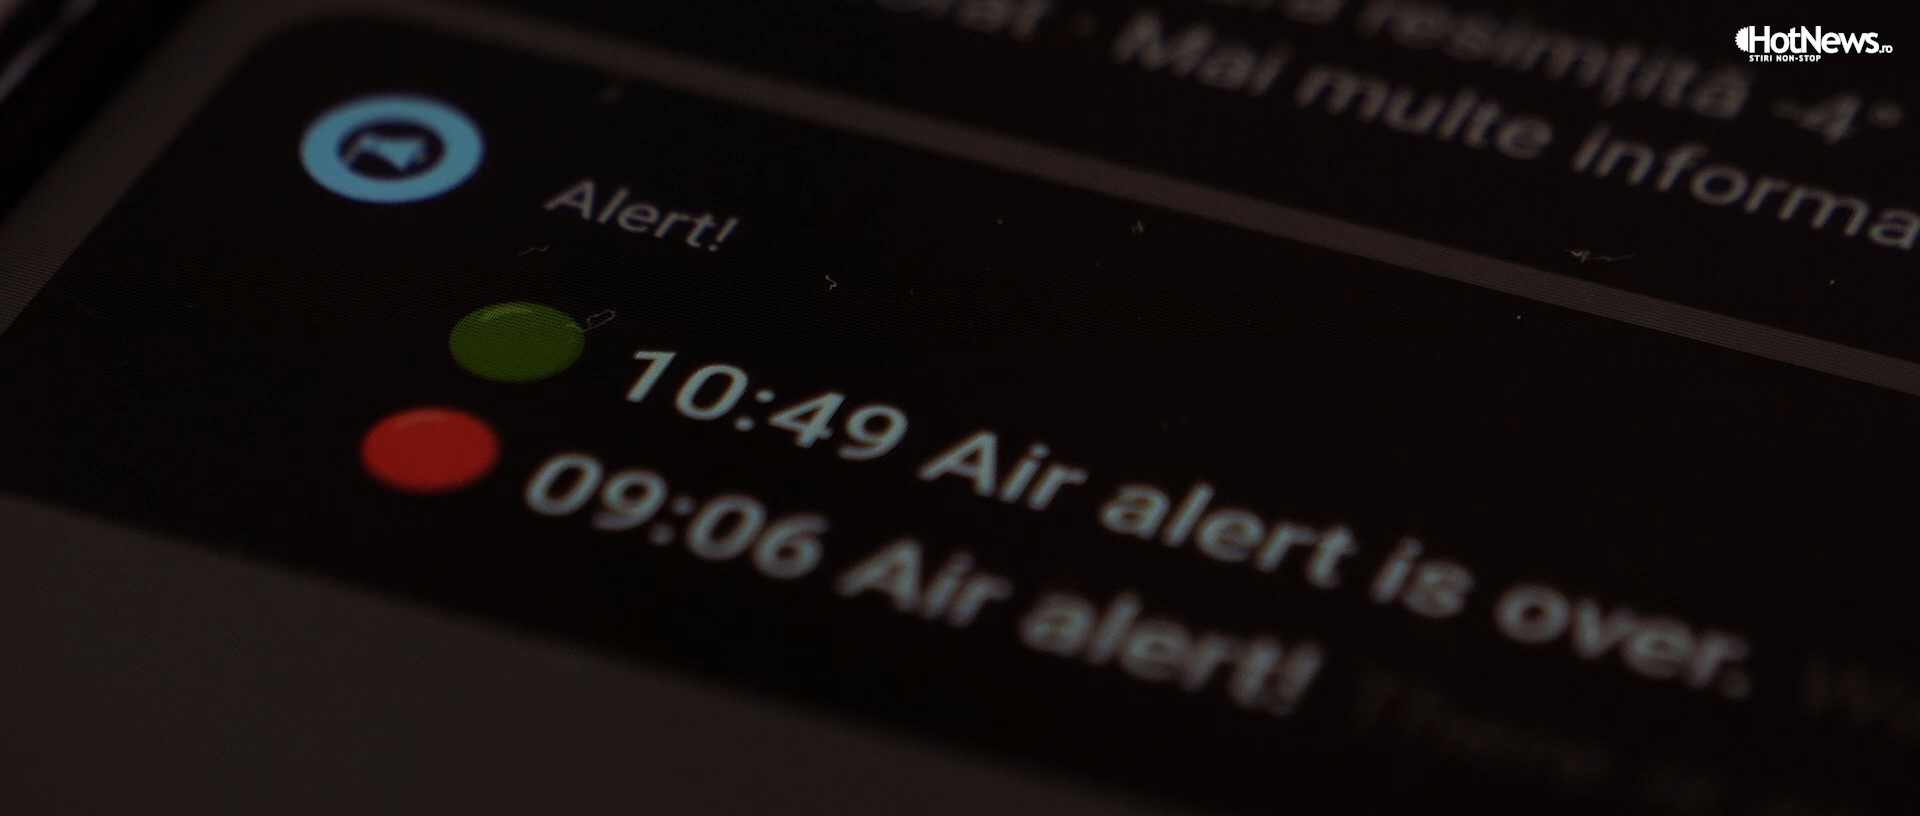 HotNews.ro
STIRI NON-STOP
resimțită -4°
Mai multe informa
Alert!
10:49 Air alert is over.
09:06 Air alert!